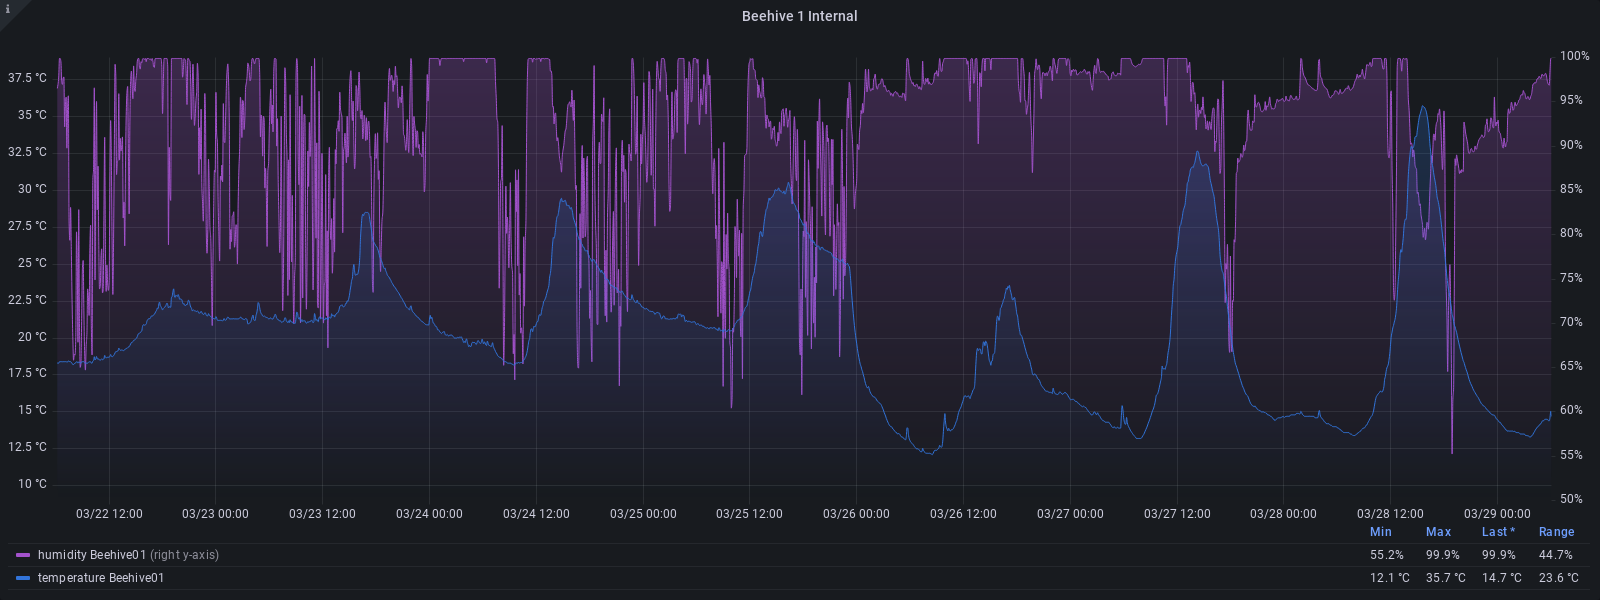 i
Beehive 1 Internal
37.5 °C
35 °C
32.5 °C
30 °C
27.5 °C
25 °C
22.5 °C
20 °C
17.5 °C
15 °C
12.5 °C
10 °C
100%
95%
90%
85%
80%
75%
70%
65%
60%
55%
50%
03/22 12:00 03/23 00:00 03/23 12:00 03/24 00:00 03/24 12:00 03/25 00:00 03/25 12:00 03/26 00:00 03/26 12:00 03/27 00:00 03/27 12:00 03/28 00:00 03/28 12:00 03/29 00:00
Min Max Last * Range
humidity Beehive01 (right y-axis) 55.2% 99.9% 99.9% 44.7%
temperature Beehive01 12.1 °C 35.7 °C 14.7 °C 23.6 °C